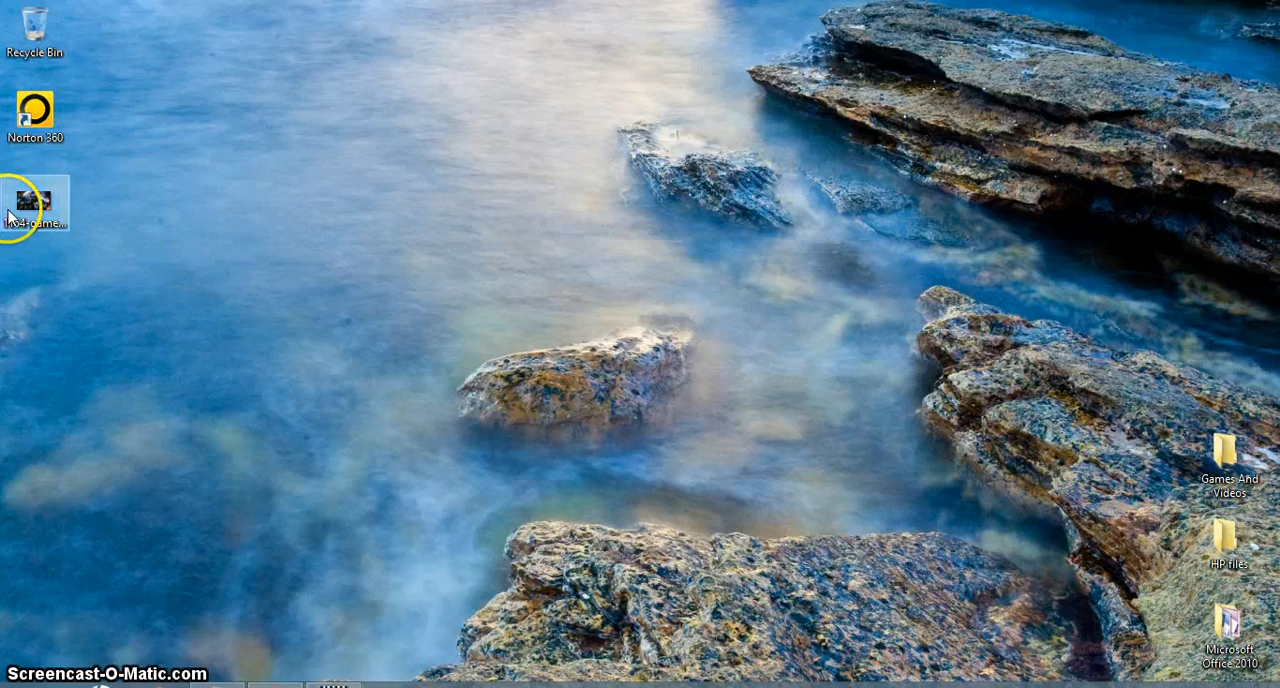 Recycle Bin
Norton 360
Games And
Videos
HP files
Microsoft
Office 2010
Screencast-O-Matic.com